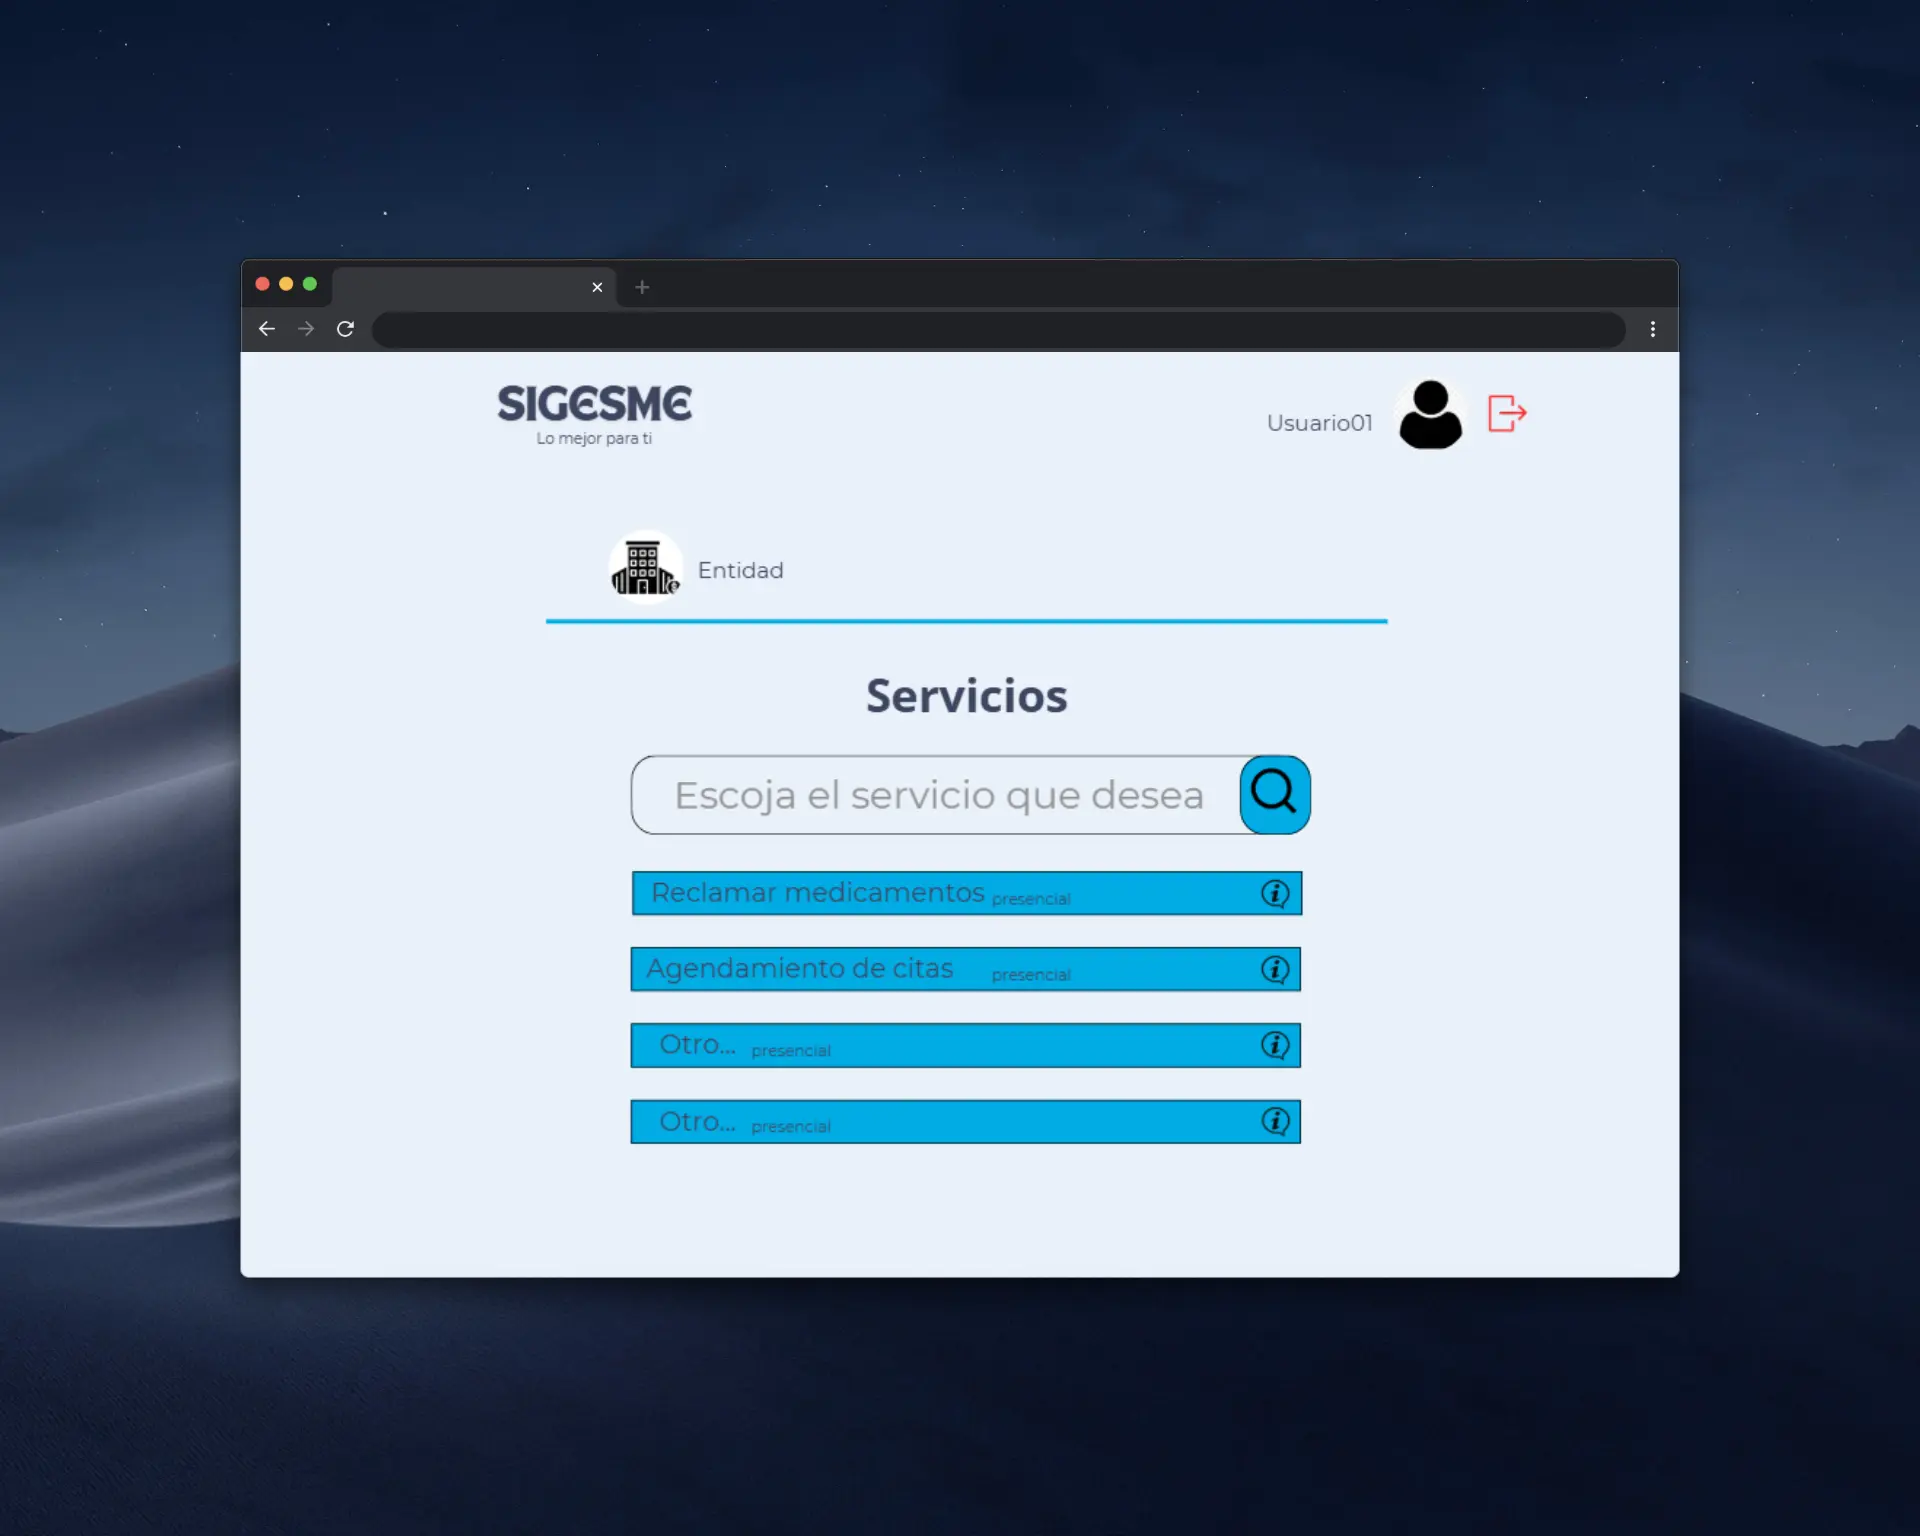 SIGESME
Lo mejor para ti
Usuario01
Entidad
Servicios
Escoja el servicio que desea
Reclamar medicamentos presencial
Agendamiento de citas presencial
Otro... presencial
Otro... presencial